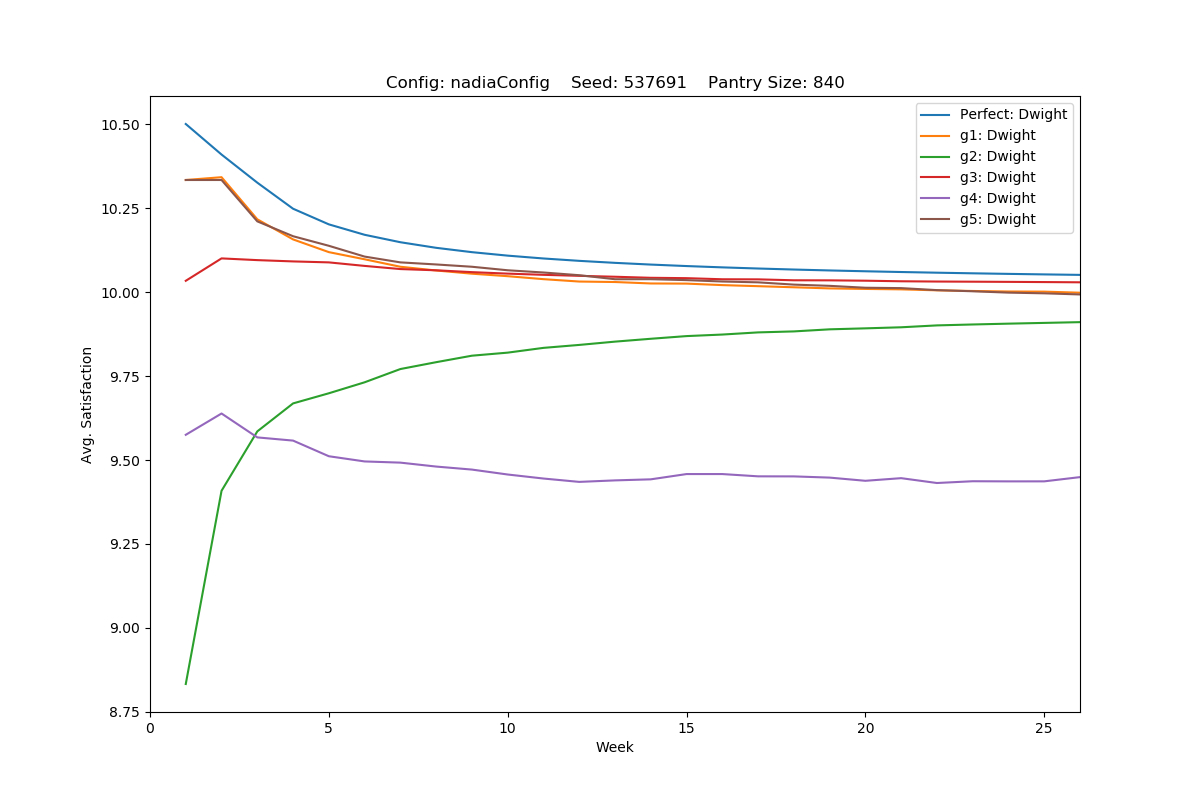 Config: nadiaConfig    Seed: 537691    Pantry Size: 840
Perfect: Dwight
g1: Dwight
g2: Dwight
g3: Dwight
g4: Dwight
g5: Dwight
Avg. Satisfaction
10.50
10.25
10.00
9.75
9.50
9.25
9.00
8.75
0 5 10 15 20 25
Week